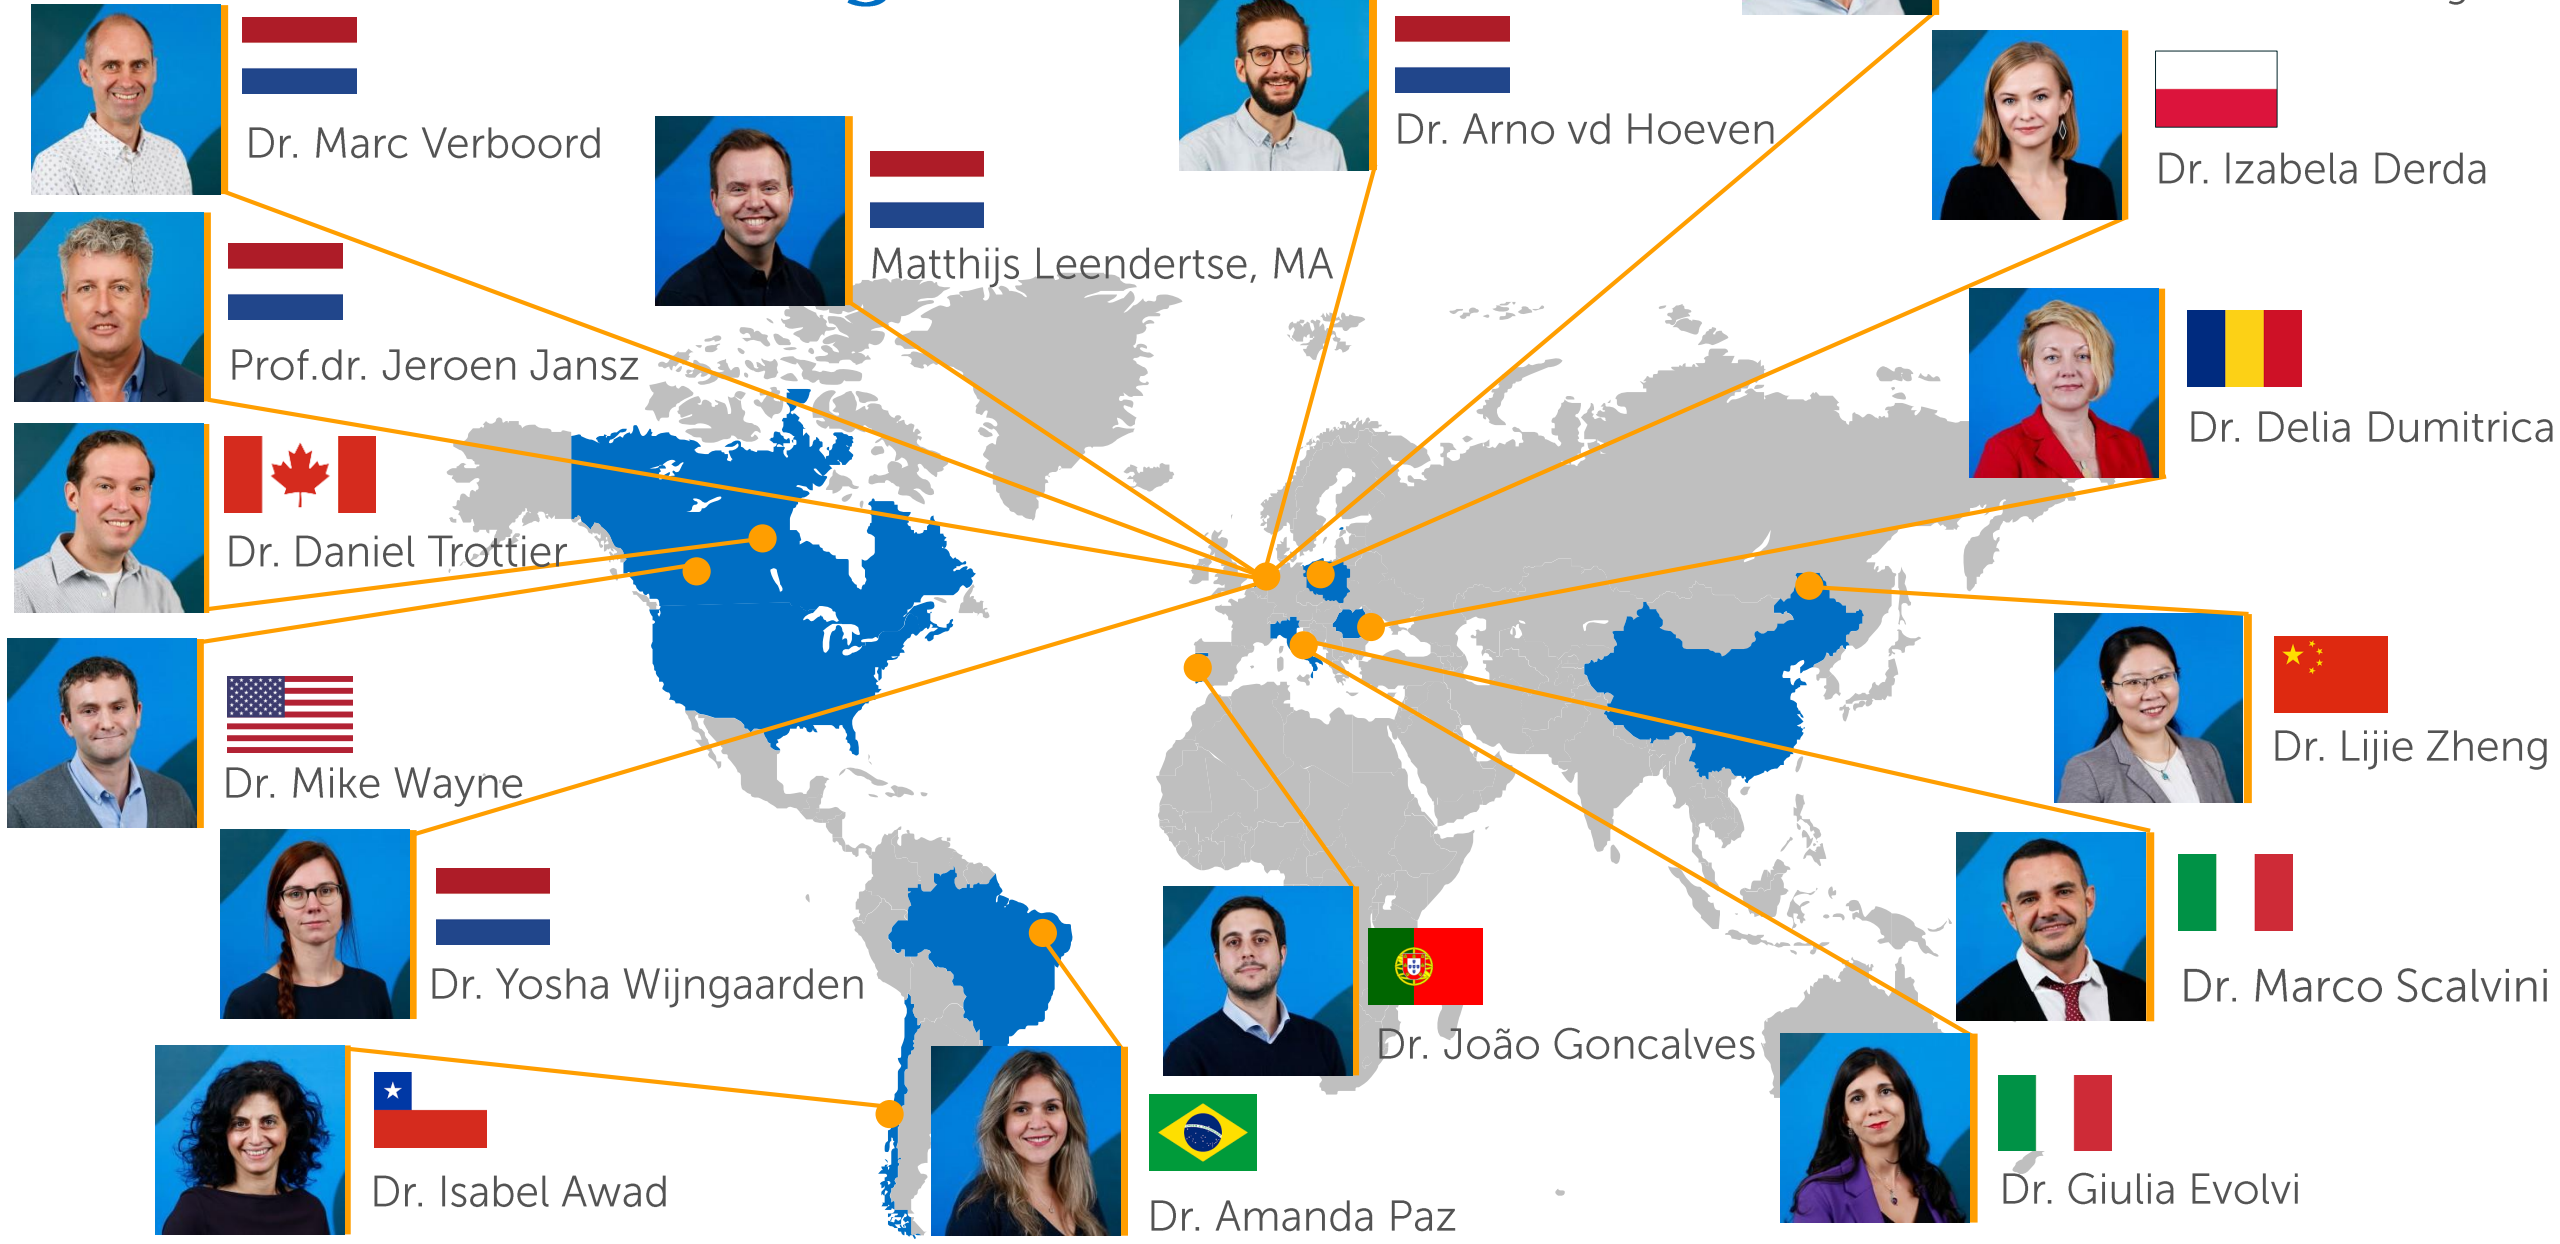 Dr. Marc Verboord
Dr. Arno vd Hoeven
Dr. Izabela Derda
Matthijs Leendertse, MA
Prof.dr. Jeroen Jansz
Dr. Delia Dumitrica
Dr. Daniel Trottier
Dr. Lijie Zheng
Dr. Mike Wayne
Dr. Yosha Wijngaarden
Dr. Marco Scalvini
Dr. João Goncalves
Dr. Isabel Awad
Dr. Amanda Paz
Dr. Giulia Evolvi